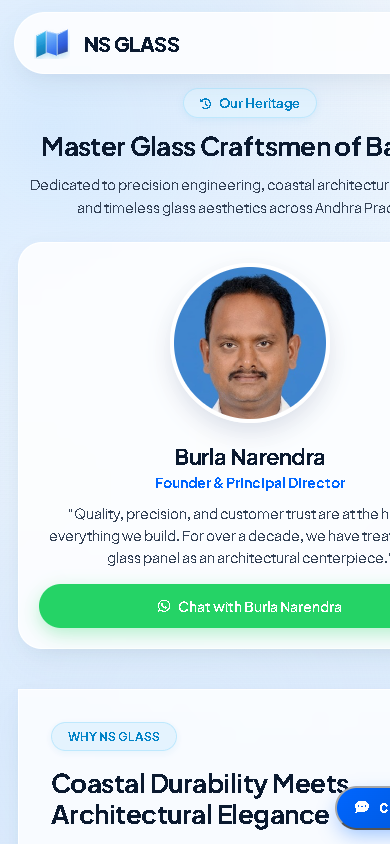 NS GLASS
Our Heritage
Master Glass Craftsmen of Ba
Dedicated to precision engineering, coastal architectur
and timeless glass aesthetics across Andhra Prad
Burla Narendra
Founder & Principal Director
"Quality, precision, and customer trust are at the h
everything we build. For over a decade, we have trea
glass panel as an architectural centerpiece."
Chat with Burla Narendra
WHY NS GLASS
Coastal Durability Meets
Architectural Elegance
C